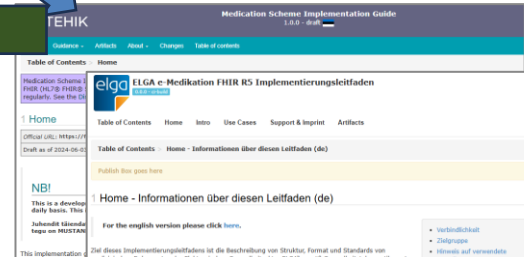 TEHIK
Medication Scheme Implementation Guide
1.0.0 - draft
Guidance Artifacts About Changes Table of contents
Table of Contents Home
Medication Scheme I
FHIR (HL7® FHIR®
regularly. See the Di
1 Home
Official URL: https://f
Draft as of 2024-06-03
NB!
This is a develop
daily basis. This
Juhendit täienda
tegu on MUSTAN
This implementation g
elga
ELGA e-Medikation FHIR R5 Implementierungsleitfaden
Table of Contents Home Intro Use Cases Support & Imprint Artifacts
Table of Contents Home - Informationen über diesen Leitfaden (de)
Publish Box goes here
1 Home - Informationen über diesen Leitfaden (de)
For the english version please click here.
Verbindlichkeit
Zielgruppe
Hinweis auf verwendete
Ziel dieses Implementierungsleitfadens ist die Beschreibung von Struktur, Format und Standards von